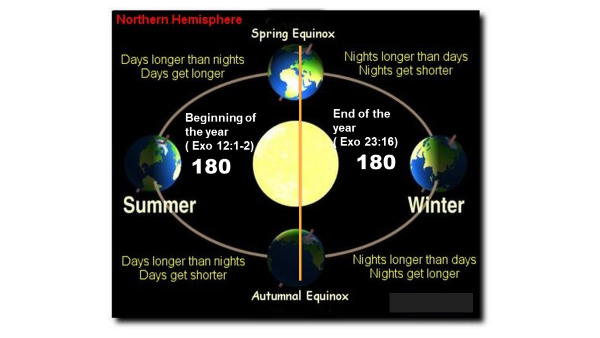 Northern Hemisphere
Spring Equinox
Days longer than nights
Days get longer
Nights longer than days
Nights get shorter
Beginning of
the year
( Exo 12:1-2)
180
End of the
year
( Exo 23:16)
180
Summer
Winter
Days longer than nights
Days get shorter
Nights longer than days
Nights get longer
Autumnal Equinox